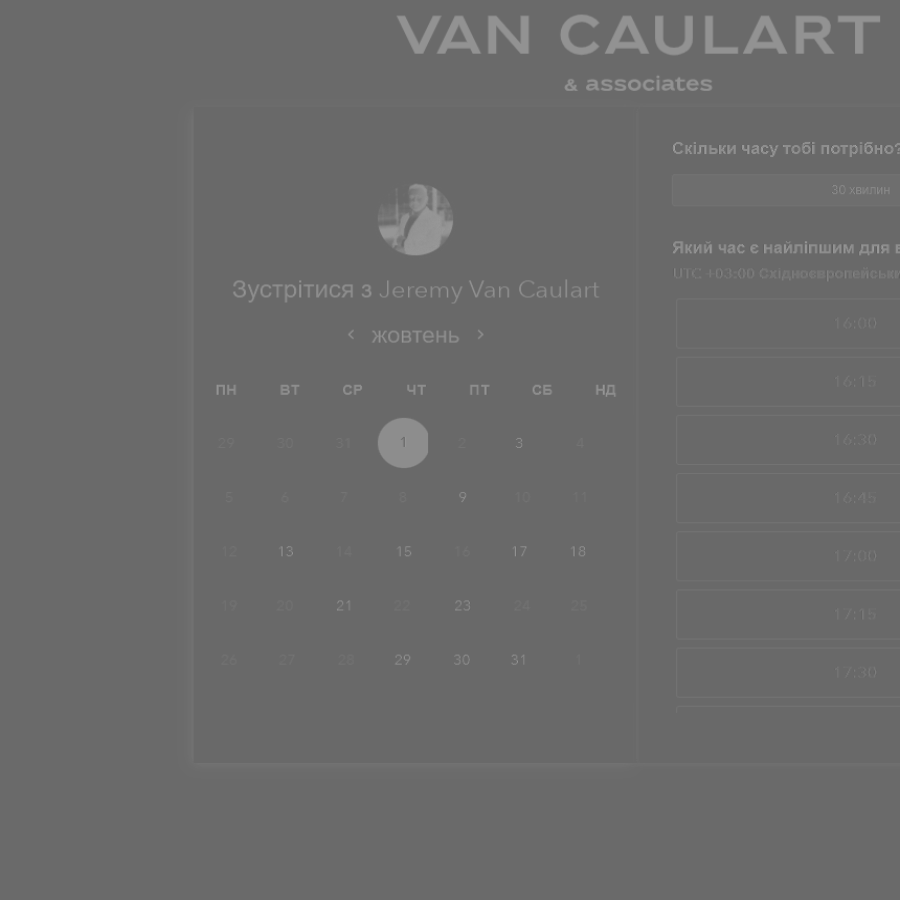 VAN CAULART
& associates
Зустрітися з Jeremy Van Caulart
жовтень
ПН ВТ СР ЧТ ПТ СБ НД
29 30 31 1 2 3 4
5 6 7 8 9 10 11
12 13 14 15 16 17 18
19 20 21 22 23 24 25
26 27 28 29 30 31 1
Скільки часу тобі потрібно?
30 хвилин
Який час є найліпшим для
UTC +03:00
16:00
16:15
16:30
16:45
17:00
17:15
17:30